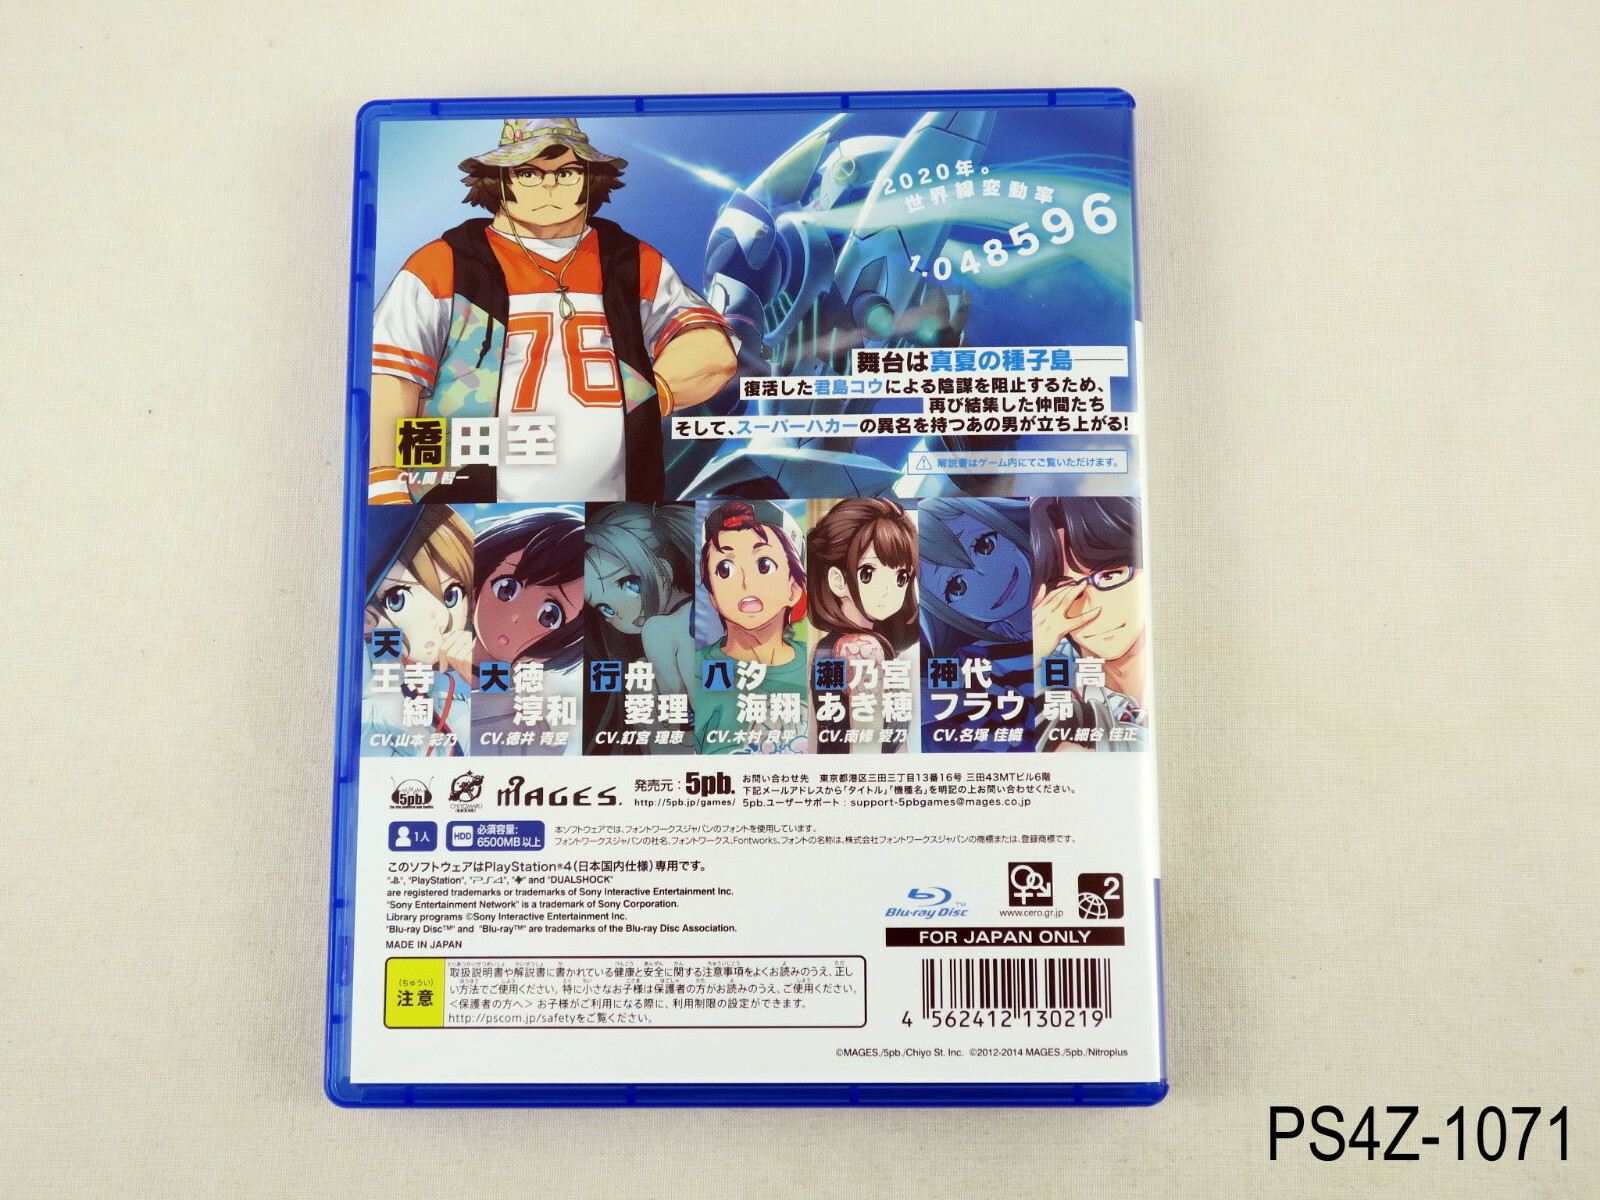 2020年。
世界線変動率
1.048596
76
舞台は真夏の種子島――
復活した君島コウによる陰謀を阻止するため、
再び結集した仲間たち
そして、スーパーハカーの異名を持つあの男が立ち上がる!
橋田至
CV.関 智一
解説書はゲーム内にてご覧いただけます。
天王寺綯
CV.山本 彩乃
大徳淳和
CV.徳井 青空
行舟愛理
CV.釘宮 理恵
八汐海翔
CV.木村 良平
瀬乃宮あき穂
CV.南條 愛乃
神代フラウ
CV.名塚 佳織
日高昴
CV.細谷 佳正
5pb.
CHIYOMARU
MAGES.
発売元:5pb.
http://5pb.jp/games/
お問い合わせ先 東京都港区三田三丁目13番16号 三田43MTビル6階
下記メールアドレスから「タイトル」「機種名」を明記の上お問い合わせください。
5pb.ユーザーサポート : support-5pbgames@mages.co.jp
1人
HDD 必須容量:
6500MB以上
本ソフトウェアでは、フォントワークスジャパンのフォントを使用しています。
フォントワークスジャパンの社名、フォントワークス、Fontworks、フォントの名称は、株式会社フォントワークスジャパンの商標または、登録商標です。
このソフトウェアはPlayStation®4(日本国内仕様)専用です。
"PlayStation", "PS4", and "DUALSHOCK"
are registered trademarks or trademarks of Sony Interactive Entertainment Inc.
"Sony Entertainment Network" is a trademark of Sony Corporation.
Library programs ©Sony Interactive Entertainment Inc.
"Blu-ray Disc™" and "Blu-ray™" are trademarks of the Blu-ray Disc Association.
MADE IN JAPAN
Blu-ray Disc™
www.cero.gr.jp
2
FOR JAPAN ONLY
(ちゅうい)
注意
取扱説明書や解説書に書かれている健康と安全に関する注意事項をよくお読みのうえ、正し
い方法でご使用ください。特に小さなお子様は保護者の方がお読みのうえ、ご使用ください。
<保護者の方へ> お子様がご利用になる際に、利用制限の設定ができます。
http://pscom.jp/safetyをご覧ください。
4 562412 130219
©MAGES./5pb./Chiyo St. Inc. ©2012-2014 MAGES./5pb./Nitroplus
PS4Z-1071